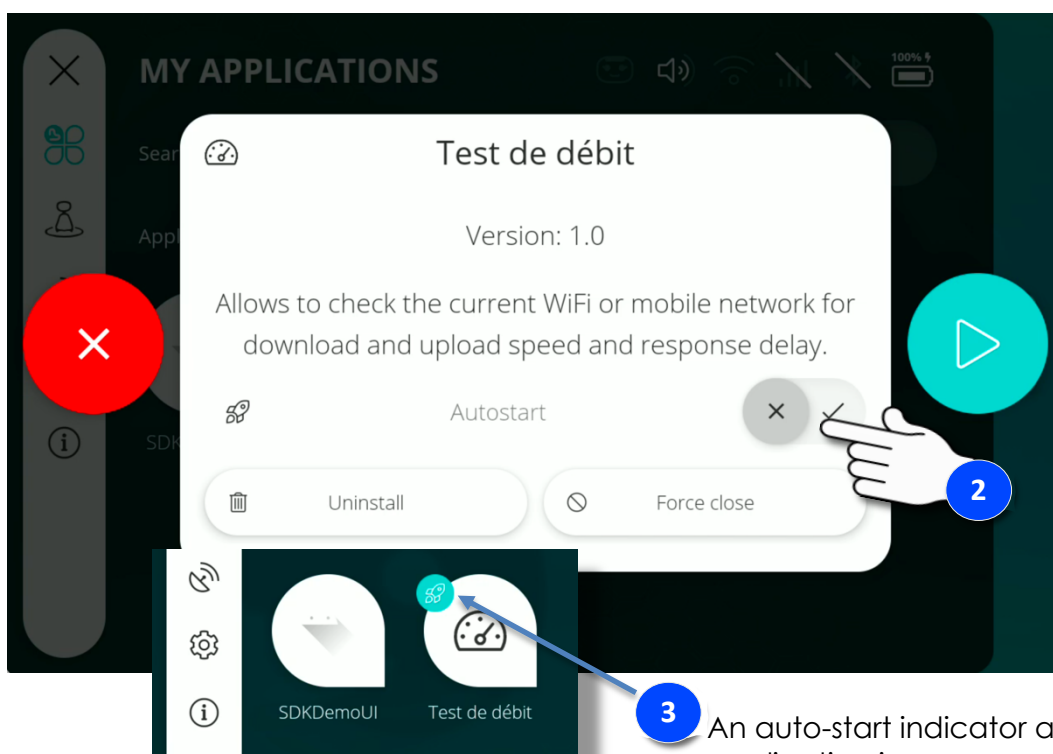 MY APPLICATIONS
100%
Sear
Test de débit
Appl
Version: 1.0
Allows to check the current WiFi or mobile network for
download and upload speed and response delay.
Autostart
SDK
2
Uninstall
Force close
SDKDemoUI
Test de débit
3
An auto-start indicator a